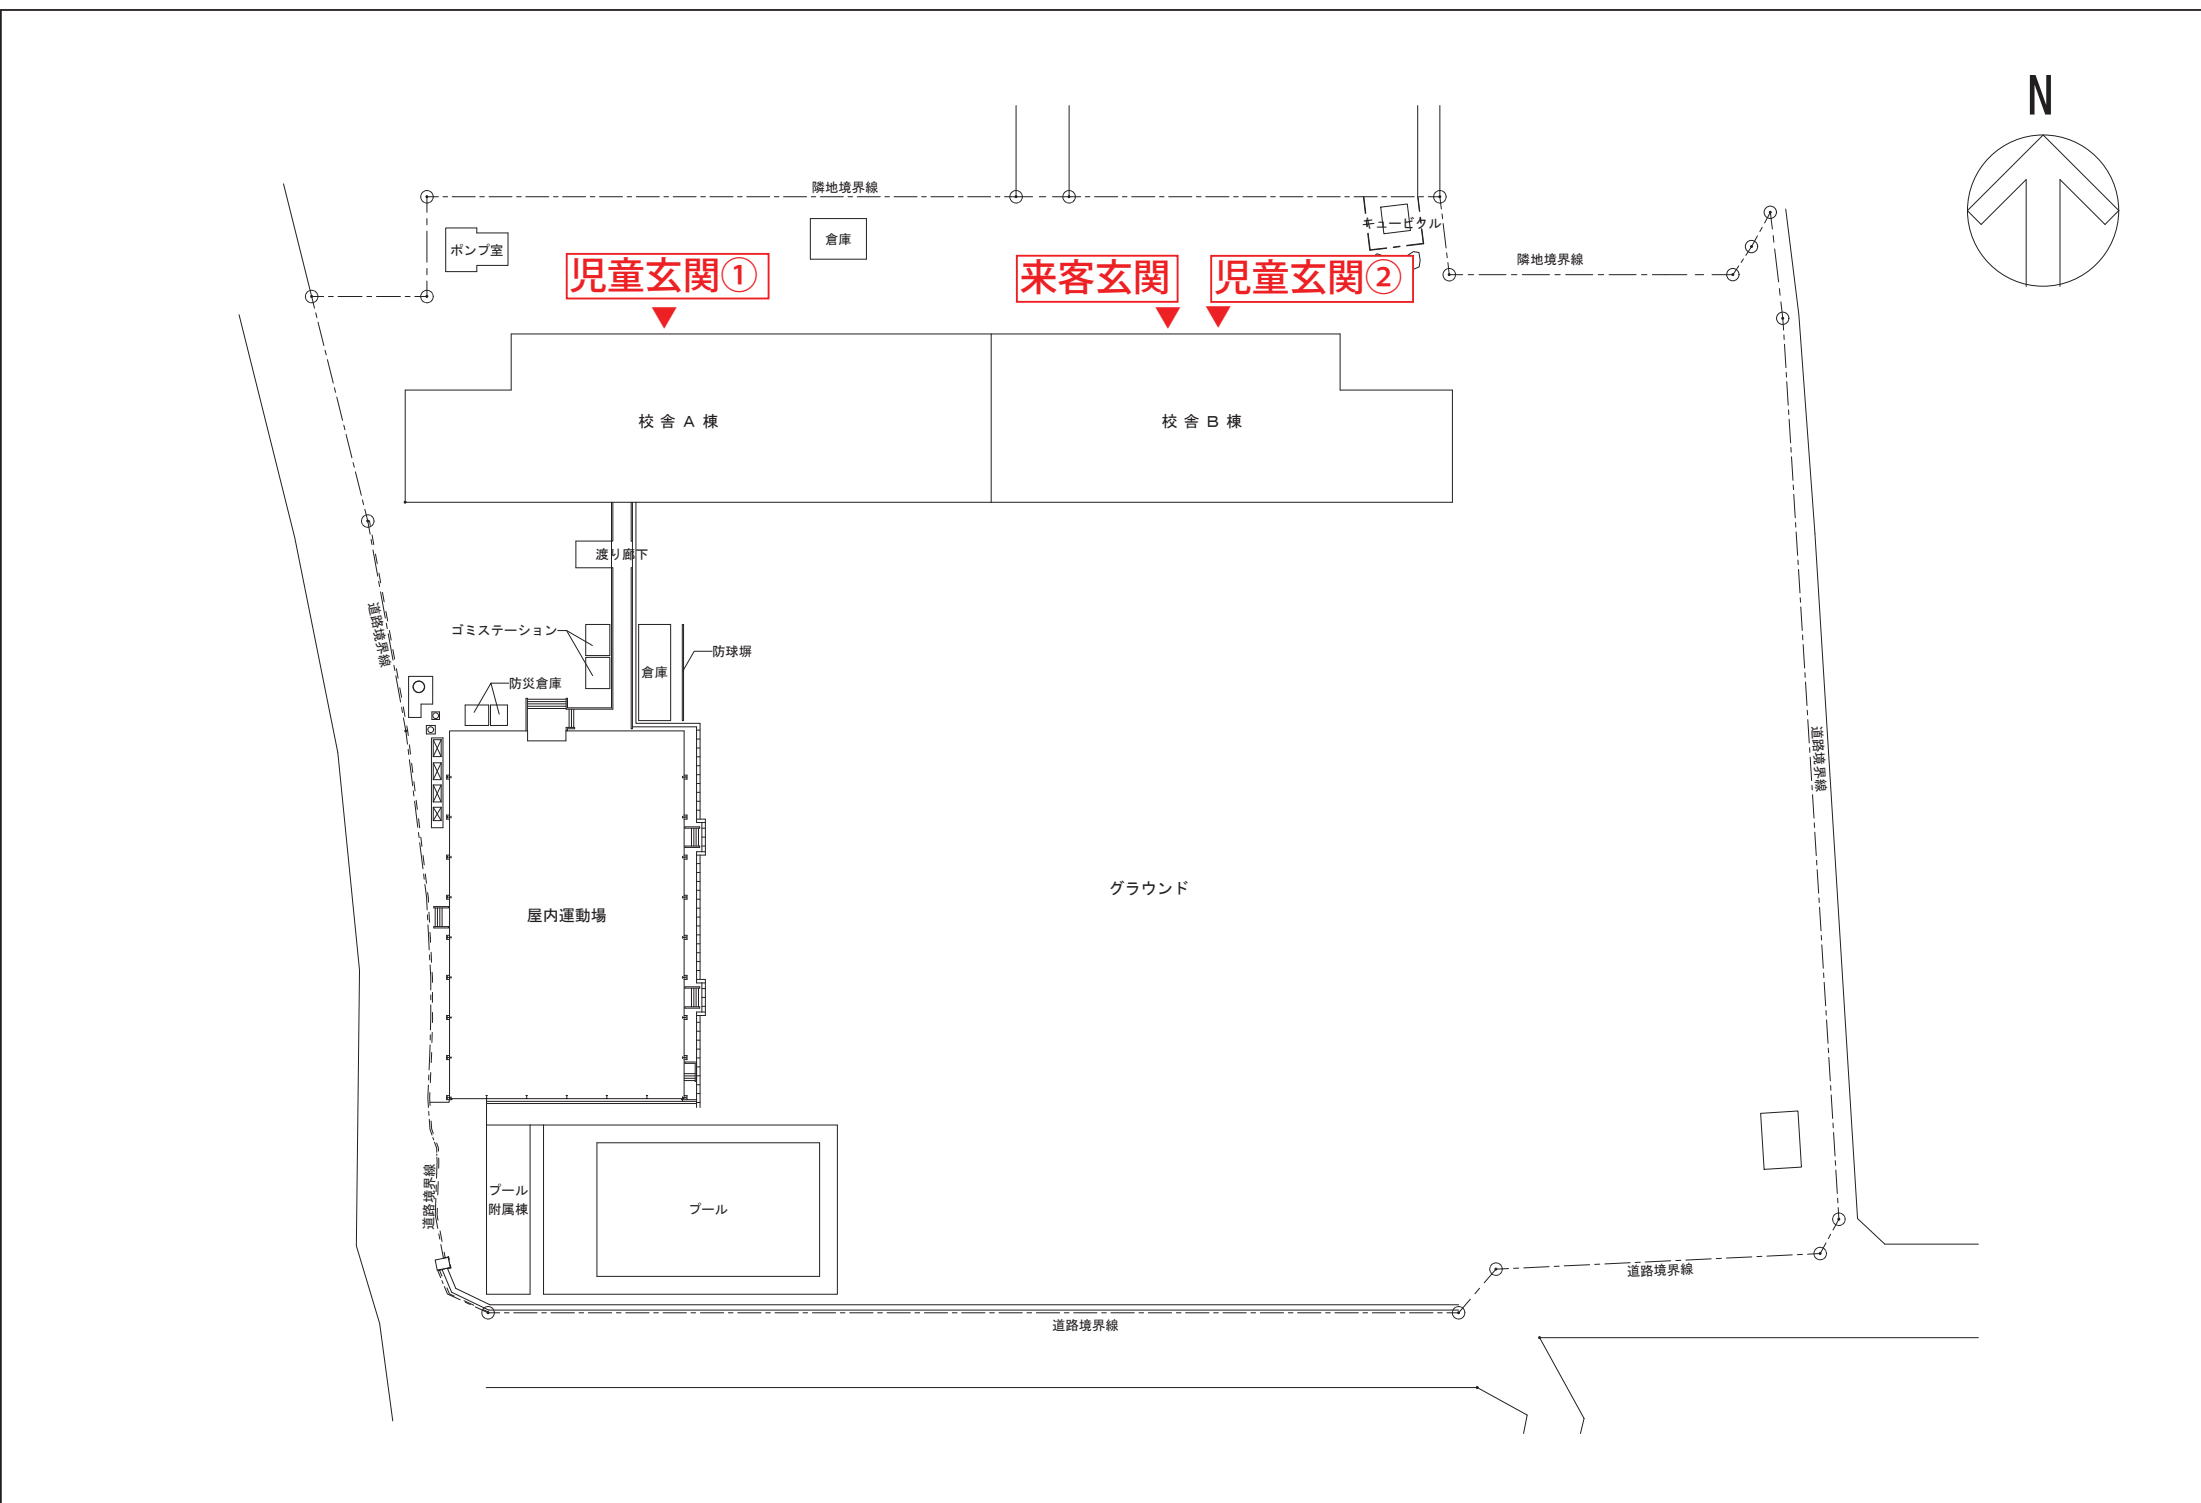 N
隣地境界線
ポンプ室
倉庫
キュービクル
隣地境界線
児童玄関①
来客玄関
児童玄関②
校舎A棟
校舎B棟
渡り廊下
道路境界線
ゴミステーション
倉庫
防球塀
防災倉庫
道路境界線
グラウンド
屋内運動場
道路境界線
プール
附属棟
プール
道路境界線
道路境界線